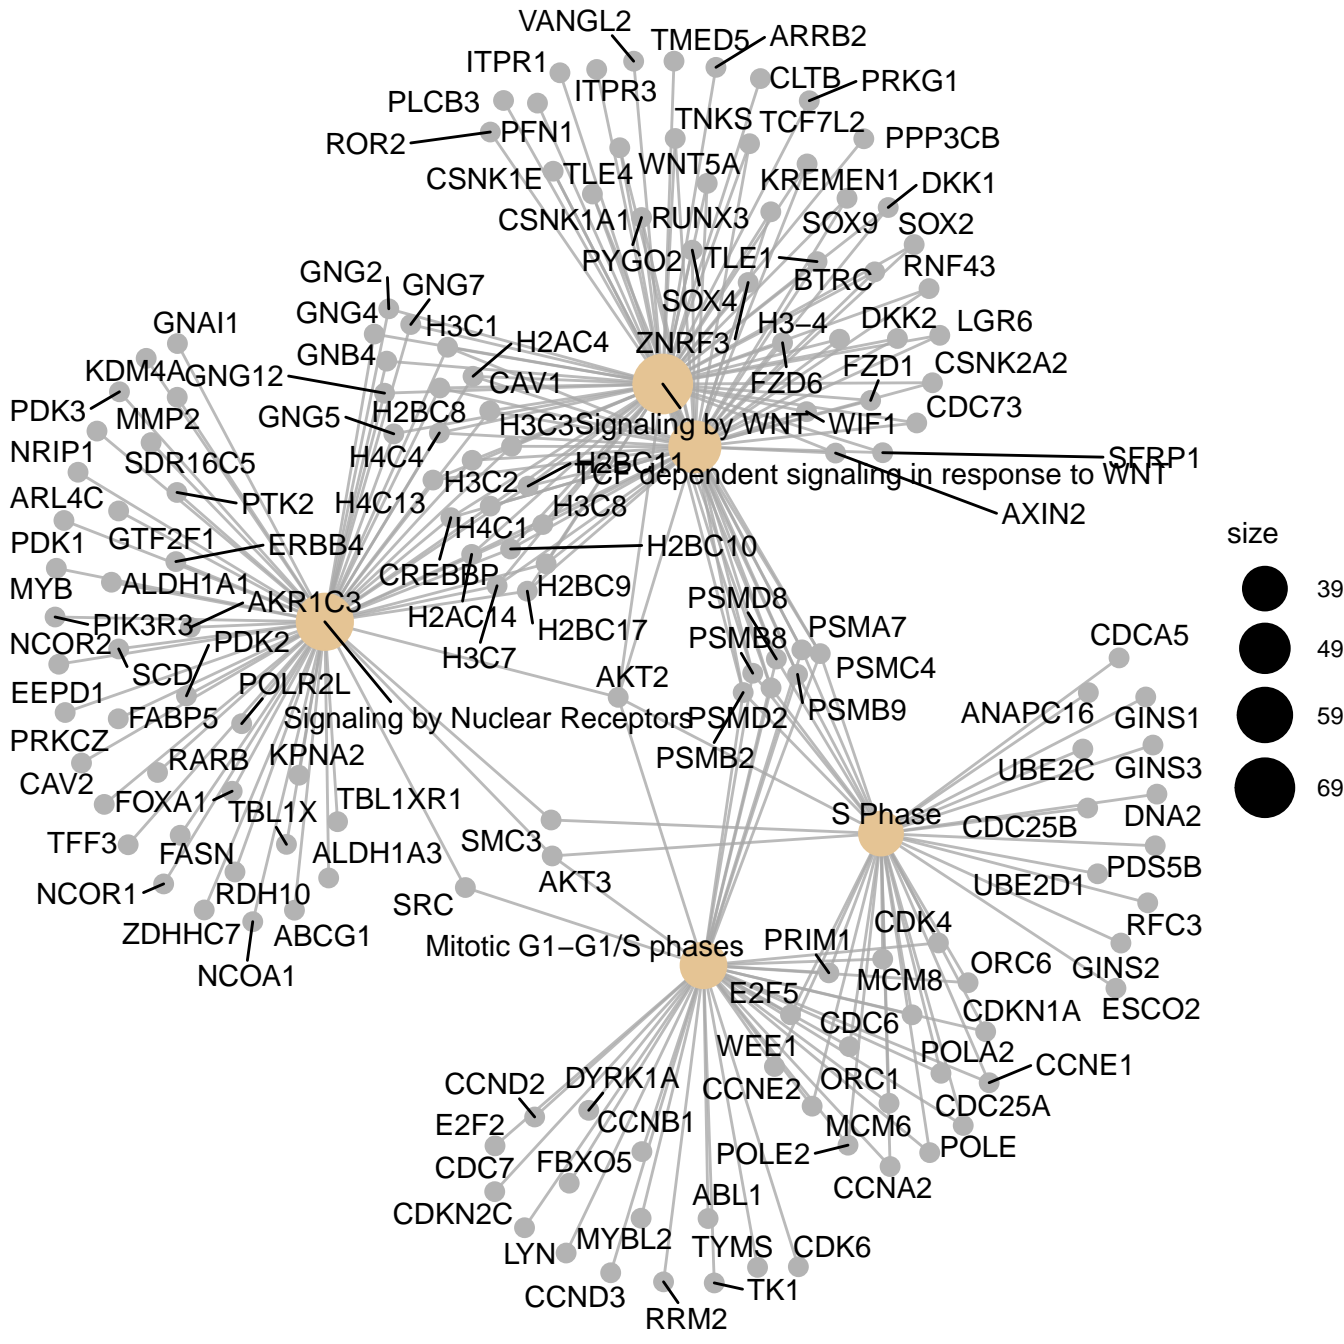 VANGL2
TMED5
ARRB2
ITPR1
ITPR3
CLTB
PRKG1
PLCB3
PFN1
ROR2
TNKS
TCF7L2
PPP3CB
CSNK1E
TLE4
WNT5A
KREMEN1
DKK1
CSNK1A1
RUNX3
SOX9
SOX2
PYGO2
TLE1
BTRC
RNF43
SOX4
ZNRF3
H3−4
DKK2
LGR6
FZD6
FZD1
CSNK2A2
CDC73
WIF1
SFRP1
AXIN2
GNG2
GNG7
GNG4
H3C1
GNAI1
GNB4
H2AC4
KDM4A
GNG12
CAV1
PDK3
MMP2
GNG5
H2BC8
H3C3
Signaling by WNT
NRIP1
SDR16C5
H4C4
H2BC11
TCF dependent signaling in response to WNT
ARL4C
PTK2
H4C13
H3C2
H3C8
PDK1
GTF2F1
ERBB4
H4C1
H2BC10
MYB
ALDH1A1
CREBBP
H2BC9
AKR1C3
PIK3R3
H2AC14
H2BC17
NCOR2
PDK2
H3C7
SCD
EEPD1
POLR2L
AKT2
FABP5
Signaling by Nuclear Receptors
PRKCZ
RARB
KPNA2
CAV2
FOXA1
TBL1X
TBL1XR1
TFF3
FASN
ALDH1A3
NCOR1
RDH10
ZDHHC7
ABCG1
NCOA1
SMC3
AKT3
SRC
PSMD8
PSMB8
PSMA7
PSMC4
PSMD2
PSMB9
PSMB2
CDCA5
ANAPC16
GINS1
UBE2C
GINS3
S Phase
CDC25B
DNA2
UBE2D1
PDS5B
RFC3
GINS2
ESCO2
Mitotic G1−G1/S phases
PRIM1
CDK4
MCM8
ORC6
E2F5
CDC6
CDKN1A
WEE1
POLA2
CCNE1
CCNE2
ORC1
CDC25A
MCM6
POLE
POLE2
CCNA2
CCND2
DYRK1A
E2F2
CCNB1
CDC7
FBXO5
CDKN2C
ABL1
LYN
MYBL2
TYMS
CDK6
CCND3
TK1
RRM2
size
39
49
59
69